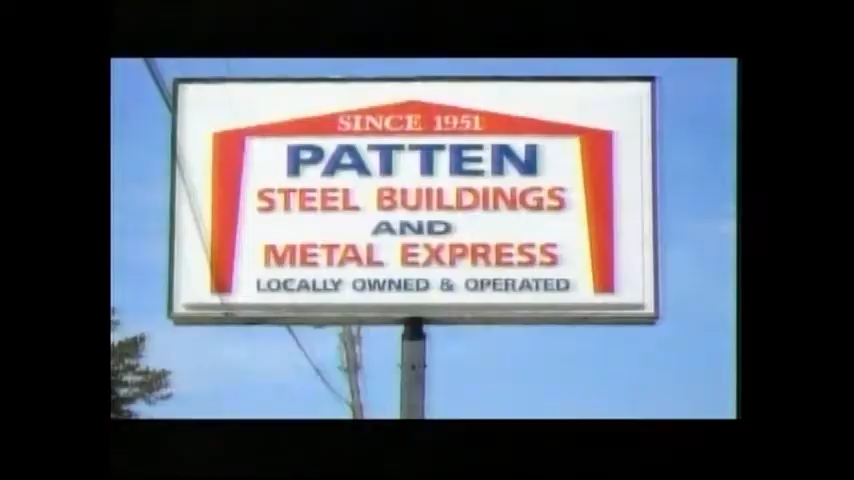 SINCE 1951
PATTEN
STEEL BUILDINGS
AND
METAL EXPRESS
LOCALLY OWNED & OPERATED